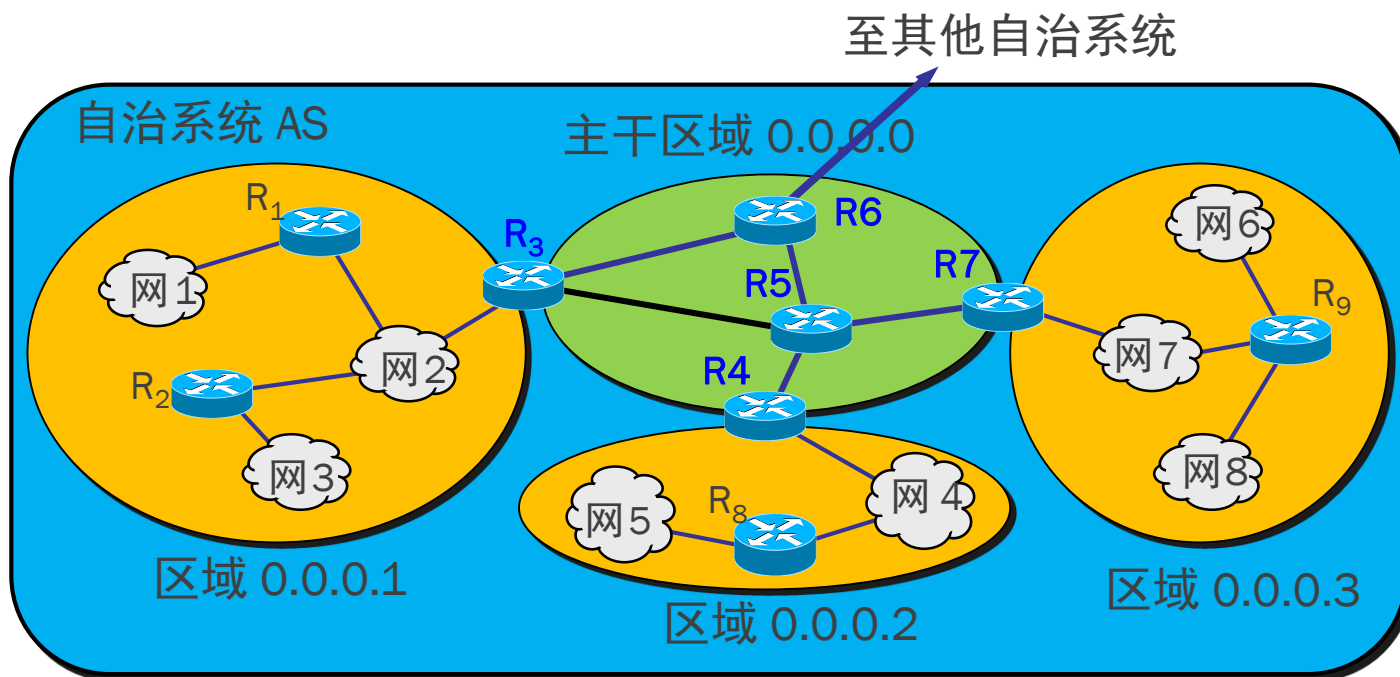 至其他自治系统
自治系统 AS
主干区域 0.0.0.0
R1
R3
R6
R7
网6
网1
R5
R9
网2
网7
R2
R4
网3
网8
网5
R8
网4
区域 0.0.0.1
区域 0.0.0.2
区域 0.0.0.3